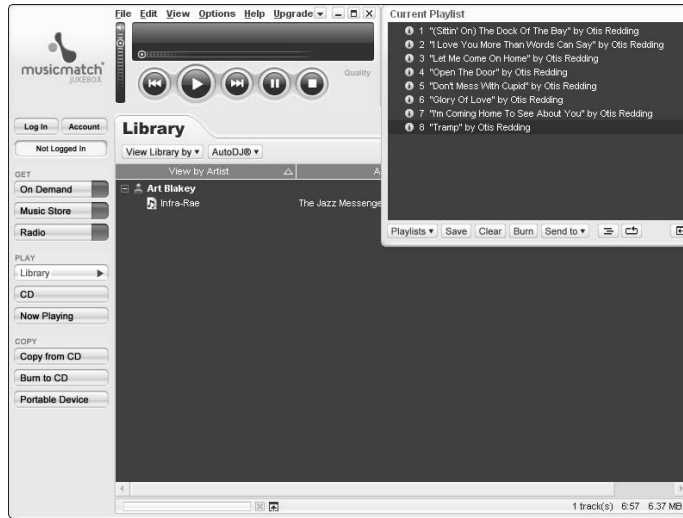 File Edit View Options Help Upgrade
musicmatch®
JUKEBOX
Quality
Current Playlist
1 "(Sittin' On) The Dock Of The Bay" by Otis Redding
2 "I Love You More Than Words Can Say" by Otis Redding
3 "Let Me Come On Home" by Otis Redding
4 "Open The Door" by Otis Redding
5 "Don't Mess With Cupid" by Otis Redding
6 "Glory Of Love" by Otis Redding
7 "I'm Coming Home To See About You" by Otis Redding
8 "Tramp" by Otis Redding
Playlists Save Clear Burn Send to
Log In Account
Not Logged In
GET
On Demand
Music Store
Radio
PLAY
Library
CD
Now Playing
COPY
Copy from CD
Burn to CD
Portable Device
Library
View Library by AutoDJ®
View by Artist A
Art Blakey
Infra-Rae The Jazz Messenge
1 track(s) 6:57 6.37 MB